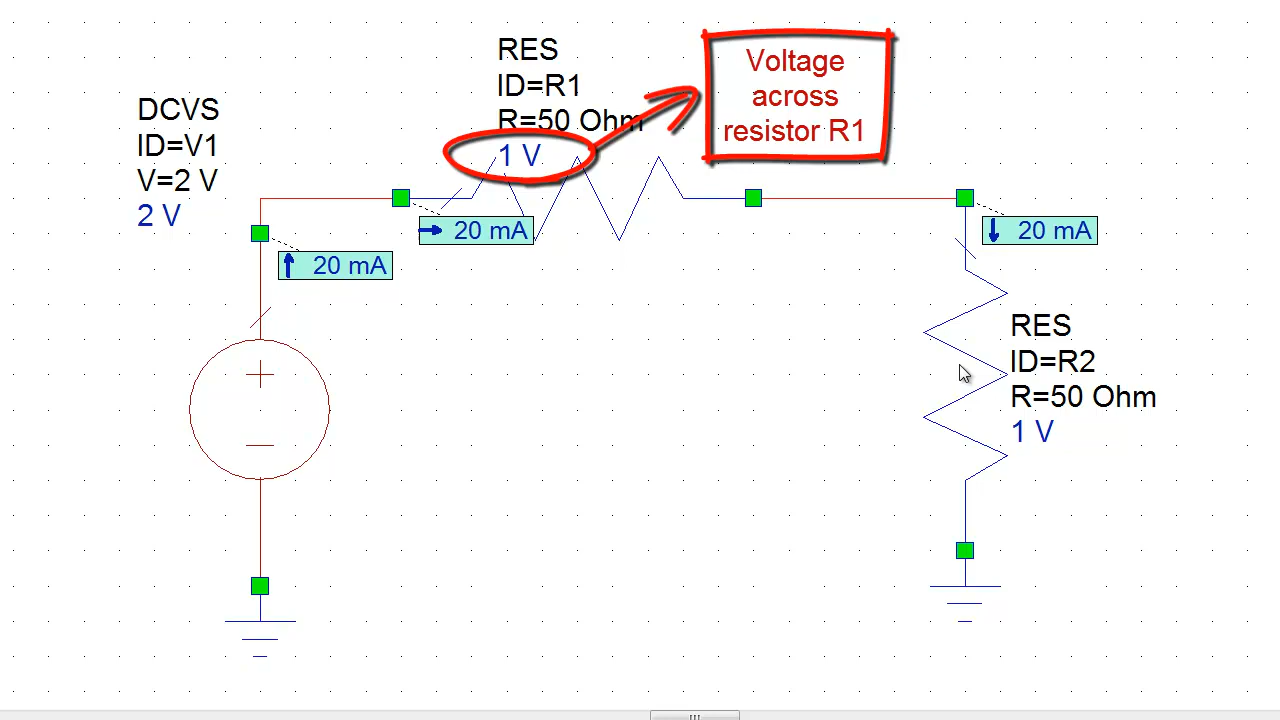 RES
ID=R1
R=50 Ohm
1 V
Voltage
across
resistor R1
DCVS
ID=V1
V=2 V
2 V
20 mA
20 mA
20 mA
+
−
RES
ID=R2
R=50 Ohm
1 V